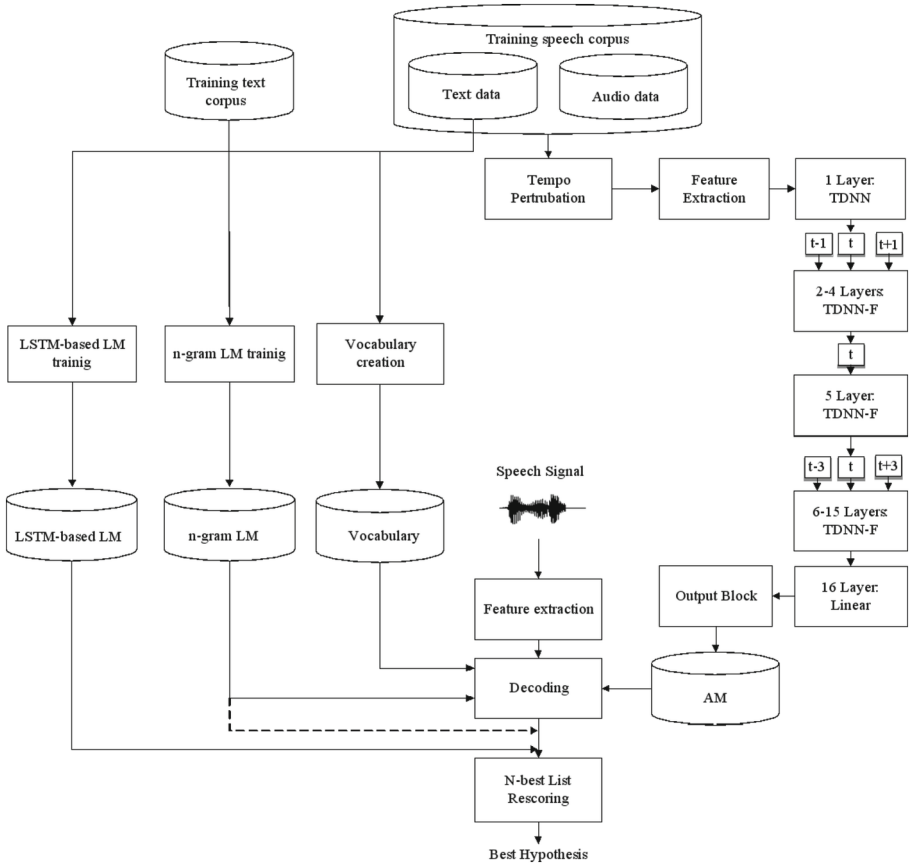 Training speech corpus
Training text
corpus
Text data
Audio data
Tempo
Pertrubation
Feature
Extraction
1 Layer:
TDNN
t-1
t
t+1
2-4 Layers:
TDNN-F
LSTM-based LM
trainig
n-gram LM trainig
Vocabulary
creation
t
5 Layer:
TDNN-F
t-3
t
t+3
Speech Signal
6-15 Layers:
TDNN-F
LSTM-based LM
n-gram LM
Vocabulary
Feature extraction
Output Block
16 Layer:
Linear
Decoding
AM
N-best List
Rescoring
Best Hypothesis